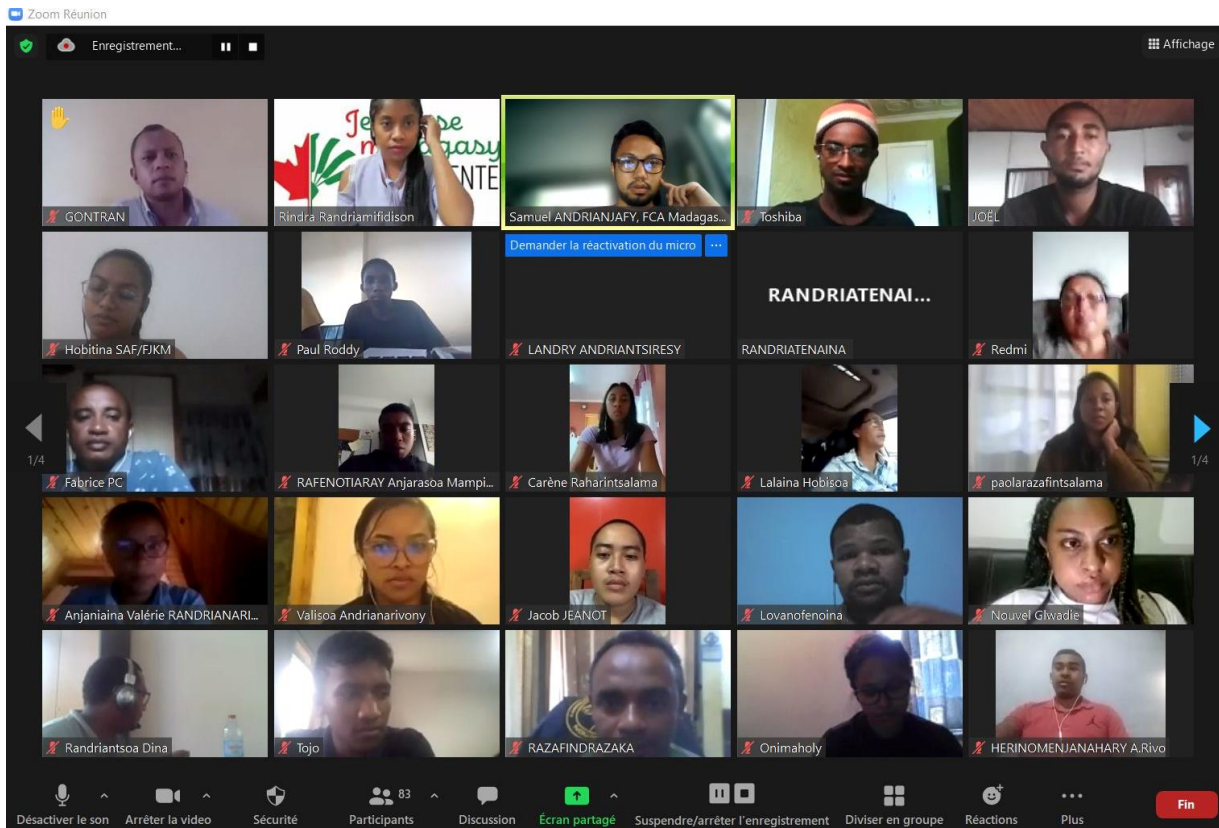 Zoom Réunion
Enregistrement...
Affichage
GONTRAN
Je se
m gasy
NTE
Rindra Randriamifidison
Samuel ANDRIANJAFY, FCA Madagas...
Toshiba
JOËL
Hobitina SAF/FJKM
Paul Roddy
Demander la réactivation du micro ...
LANDRY ANDRIANTSIRESY
RANDRIATENAI...
RANDRIATENAINA
Redmi
1/4
Fabrice PC
RAFENOTIARAY Anjarasoa Mampi...
Carène Raharintsalama
Lalaina Hobisoa
paolarazafintsalama
1/4
Anjaniaina Valérie RANDRIANARI...
Valisoa Andrianarivony
Jacob JEANOT
Lovanofenoina
Nouvel Glwadie
Randriantsoa Dina
Tojo
RAZAFINDRAZAKA
Onimaholy
HERINOMENJANAHARY A.Rivo
83
Désactiver le son
Arrêter la video
Sécurité
Participants
Discussion
Écran partagé
Suspendre/arrêter l'enregistrement
Diviser en groupe
Réactions
Plus
Fin